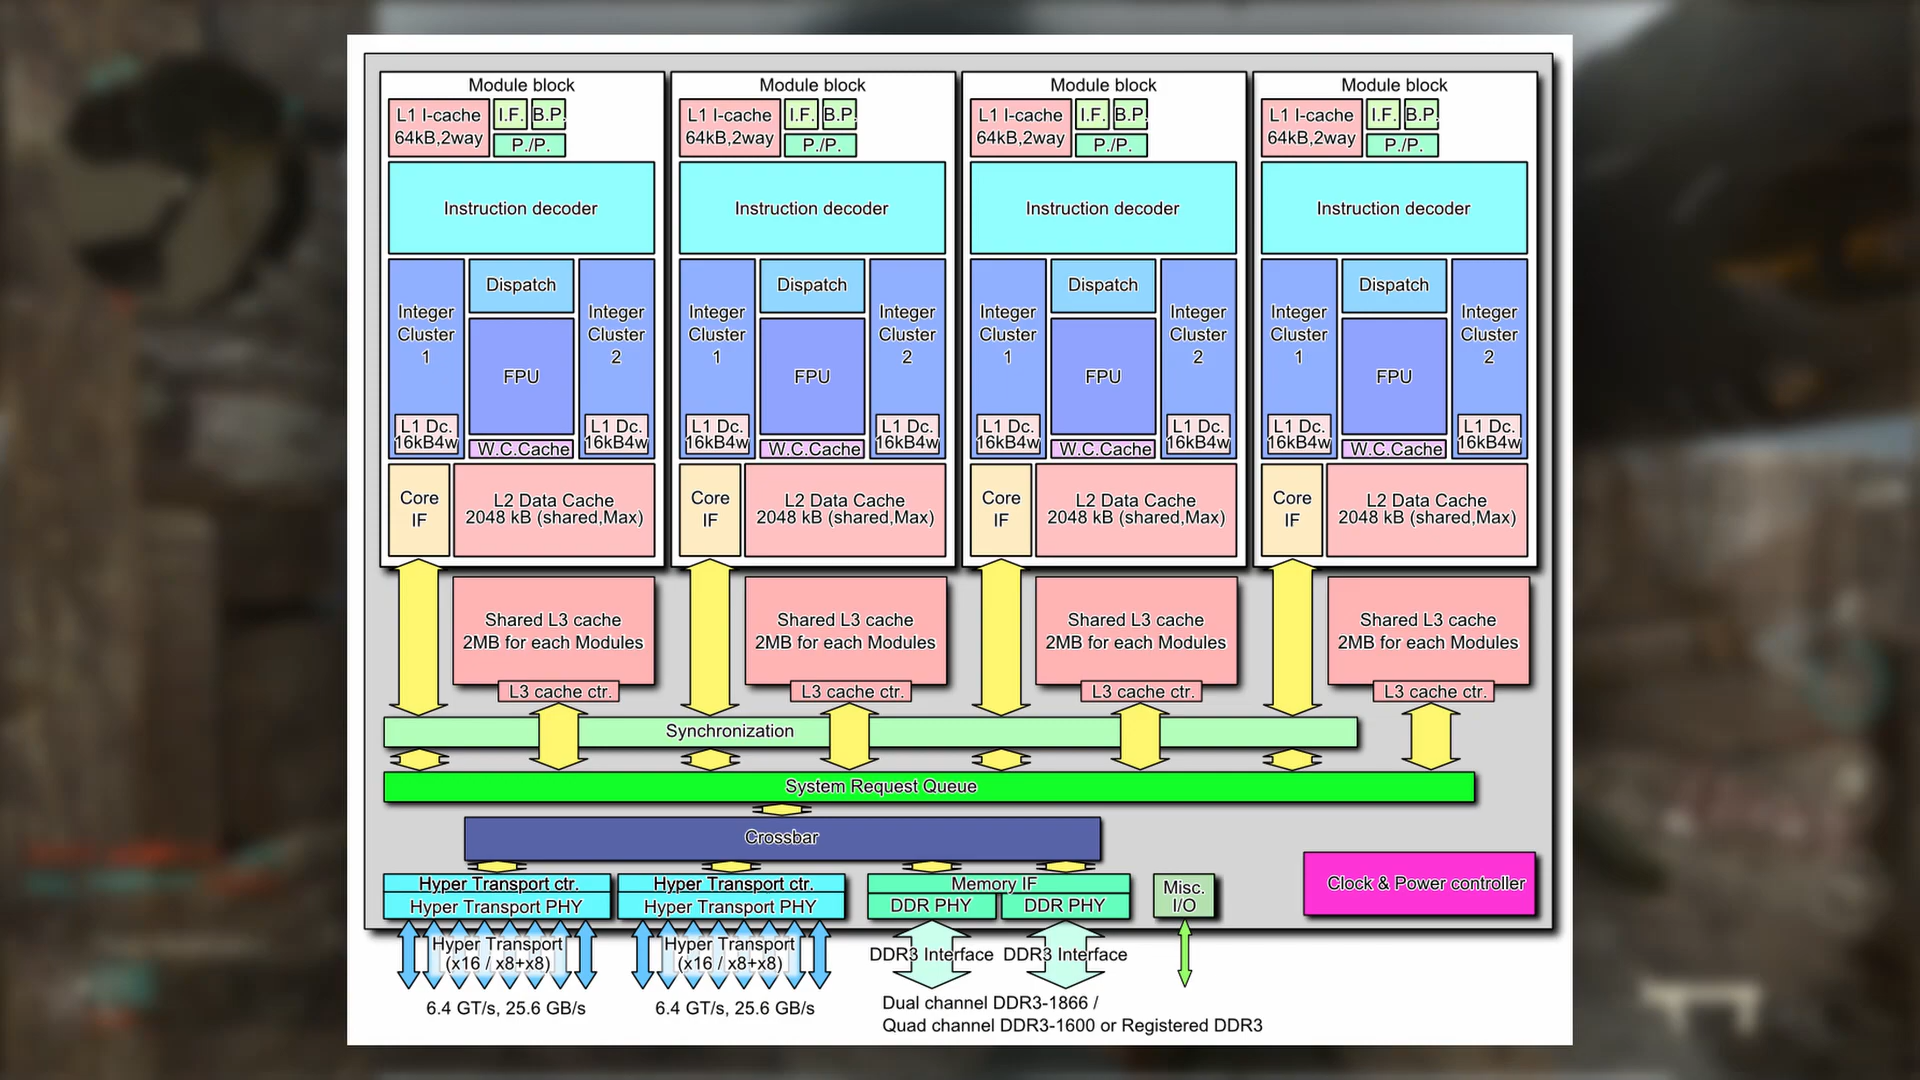 Module block
L1 I-cache
64kB,2way
I.F.
B.P.
P./P.
Instruction decoder
Integer
Cluster
1
Dispatch
FPU
Integer
Cluster
2
L1 Dc.
16kB4w
W.C.Cache
L1 Dc.
16kB4w
Core
IF
L2 Data Cache
2048 kB (shared,Max)
Module block
L1 I-cache
64kB,2way
I.F.
B.P.
P./P.
Instruction decoder
Integer
Cluster
1
Dispatch
FPU
Integer
Cluster
2
L1 Dc.
16kB4w
W.C.Cache
L1 Dc.
16kB4w
Core
IF
L2 Data Cache
2048 kB (shared,Max)
Module block
L1 I-cache
64kB,2way
I.F.
B.P.
P./P.
Instruction decoder
Integer
Cluster
1
Dispatch
FPU
Integer
Cluster
2
L1 Dc.
16kB4w
W.C.Cache
L1 Dc.
16kB4w
Core
IF
L2 Data Cache
2048 kB (shared,Max)
Module block
L1 I-cache
64kB,2way
I.F.
B.P.
P./P.
Instruction decoder
Integer
Cluster
1
Dispatch
FPU
Integer
Cluster
2
L1 Dc.
16kB4w
W.C.Cache
L1 Dc.
16kB4w
Core
IF
L2 Data Cache
2048 kB (shared,Max)
Shared L3 cache
2MB for each Modules
L3 cache ctr.
Shared L3 cache
2MB for each Modules
L3 cache ctr.
Shared L3 cache
2MB for each Modules
L3 cache ctr.
Shared L3 cache
2MB for each Modules
L3 cache ctr.
Synchronization
System Request Queue
Crossbar
Hyper Transport ctr.
Hyper Transport PHY
Hyper Transport ctr.
Hyper Transport PHY
Memory IF
DDR PHY
DDR PHY
Misc.
I/O
Clock & Power controller
Hyper Transport
(x16 / x8+x8)
6.4 GT/s, 25.6 GB/s
Hyper Transport
(x16 / x8+x8)
6.4 GT/s, 25.6 GB/s
DDR3 Interface
DDR3 Interface
Dual channel DDR3-1866 /
Quad channel DDR3-1600 or Registered DDR3